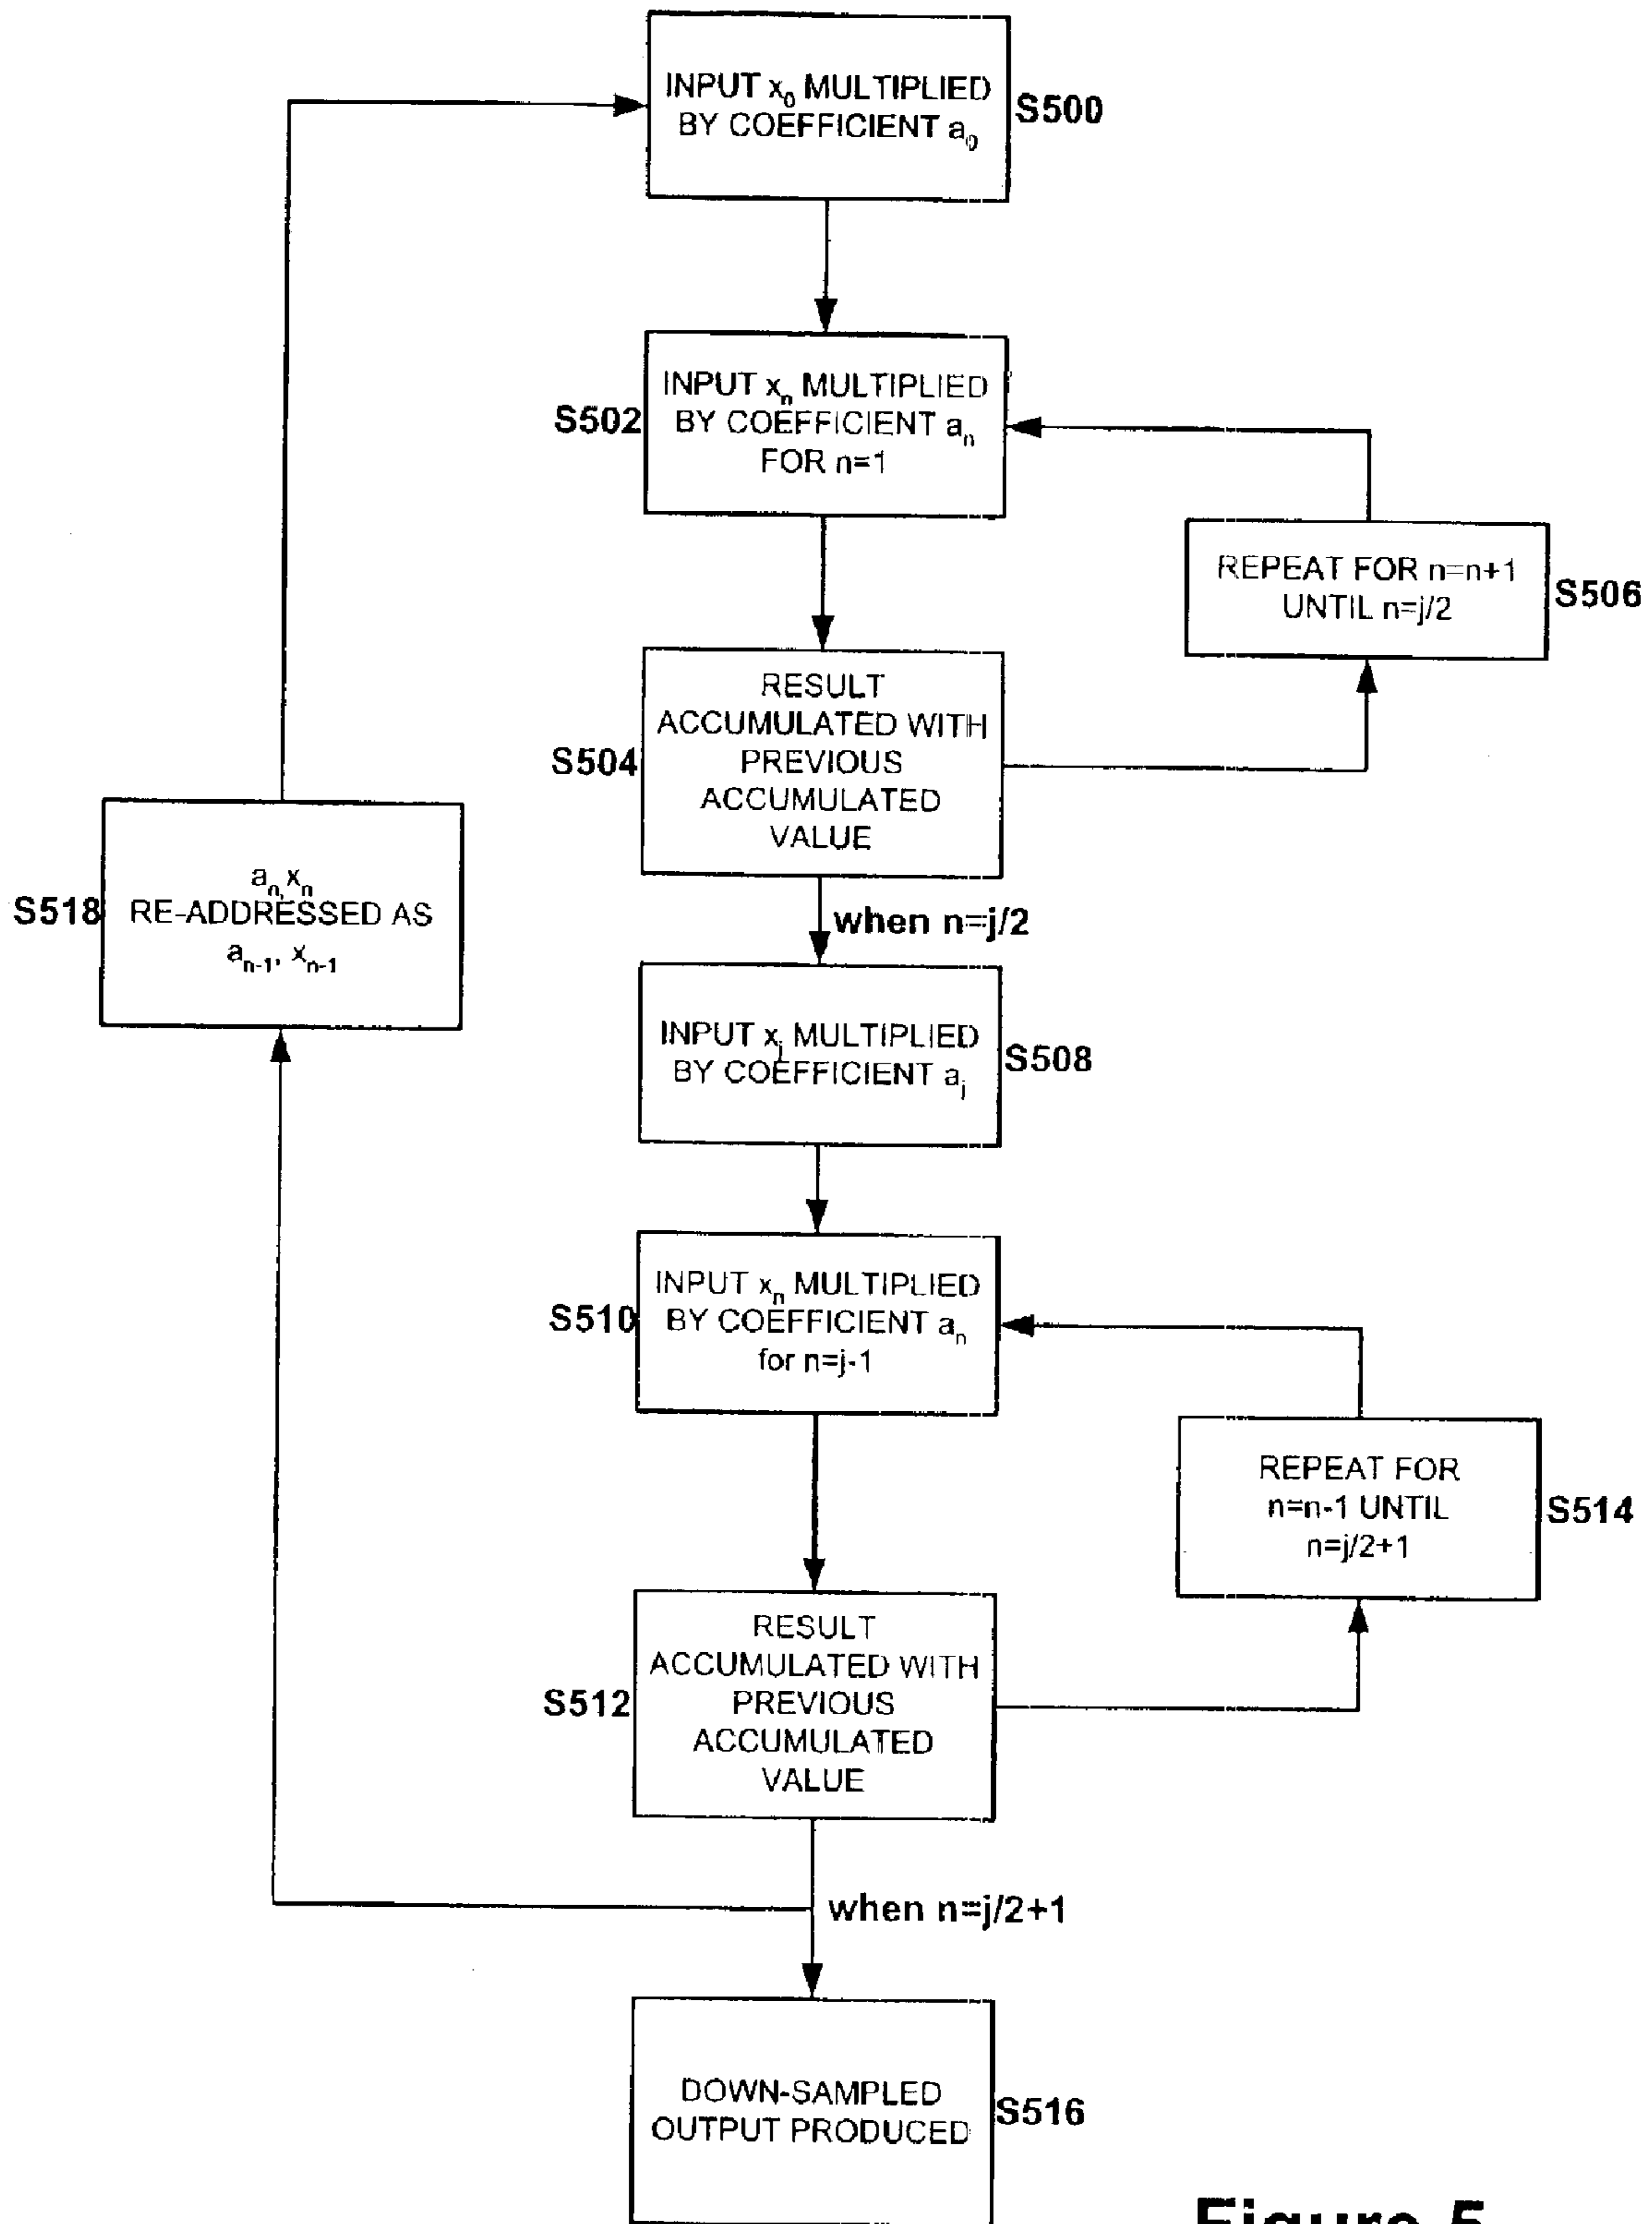 INPUT x₀ MULTIPLIED
BY COEFFICIENT a₀
S500
INPUT xₙ MULTIPLIED
BY COEFFICIENT aₙ
FOR n=1
S502
REPEAT FOR n=n+1
UNTIL n=j/2
S506
RESULT
ACCUMULATED WITH
PREVIOUS
ACCUMULATED
VALUE
S504
aₙ, xₙ
RE-ADDRESSED AS
aₙ₋₁, xₙ₋₁
S518
when n=j/2
INPUT xⱼ MULTIPLIED
BY COEFFICIENT aⱼ
S508
INPUT xₙ MULTIPLIED
BY COEFFICIENT aₙ
for n=j-1
S510
REPEAT FOR
n=n-1 UNTIL
n=j/2+1
S514
RESULT
ACCUMULATED WITH
PREVIOUS
ACCUMULATED
VALUE
S512
when n=j/2+1
DOWN-SAMPLED
OUTPUT PRODUCED
S516
Figure 5